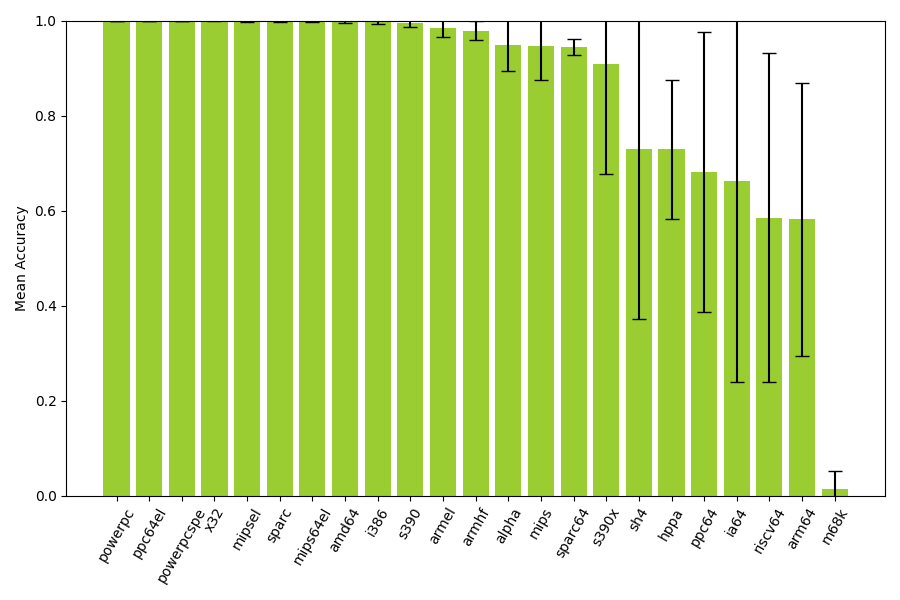 1.0
0.8
0.6
0.4
0.2
0.0
Mean Accuracy
powerpc
ppc64el
powerpcspe
x32
mipsel
sparc
mips64el
amd64
i386
s390
armel
armhf
alpha
mips
sparc64
s390x
sh4
hppa
ppc64
ia64
riscv64
arm64
m68k